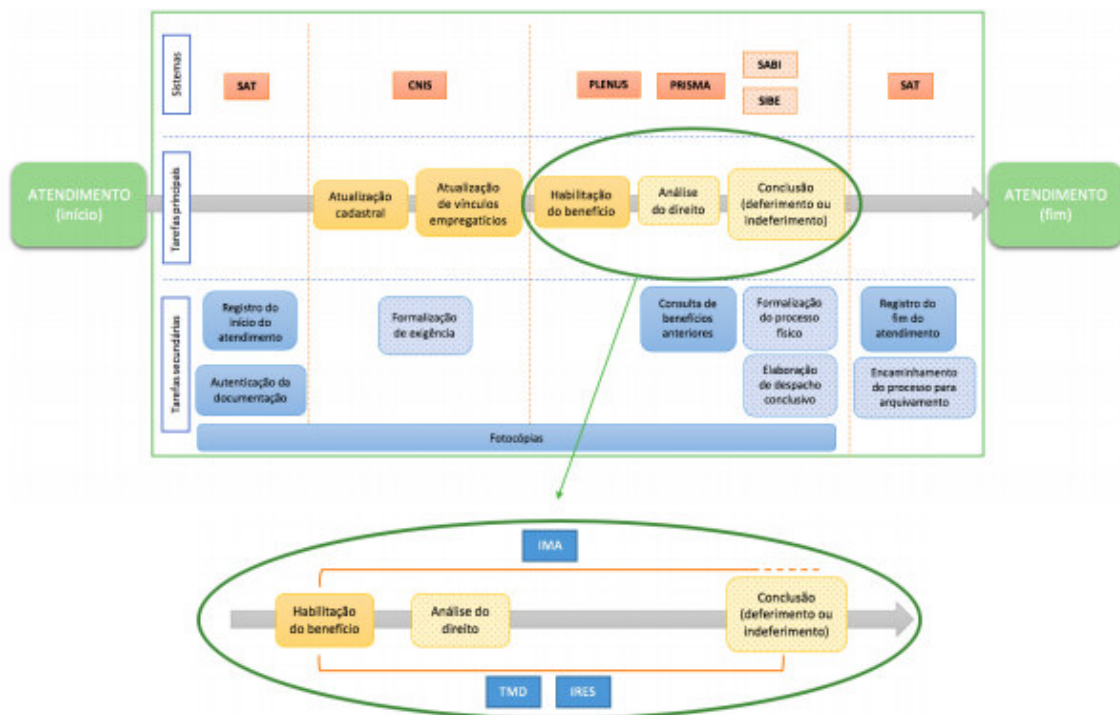 Sistemas
SAT
CNIS
PLENUS
PRISMA
SABI
SIBE
SAT
ATENDIMENTO
(início)
Tarefas principais
Atualização
cadastral
Atualização
de vínculos
empregatícios
Habilitação
do benefício
Análise
do direito
Conclusão
(deferimento ou
indeferimento)
ATENDIMENTO
(fim)
Tarefas secundárias
Registro do
início do
atendimento
Autenticação da
documentação
Formalização
de exigência
Consulta de
benefícios
anteriores
Formalização
do processo
físico
Elaboração
de despacho
conclusivo
Registro do
fim do
atendimento
Encaminhamento
do processo para
arquivamento
Fotocópias
IMA
Habilitação
do benefício
Análise do
direito
Conclusão
(deferimento ou
indeferimento)
TMD
IRES